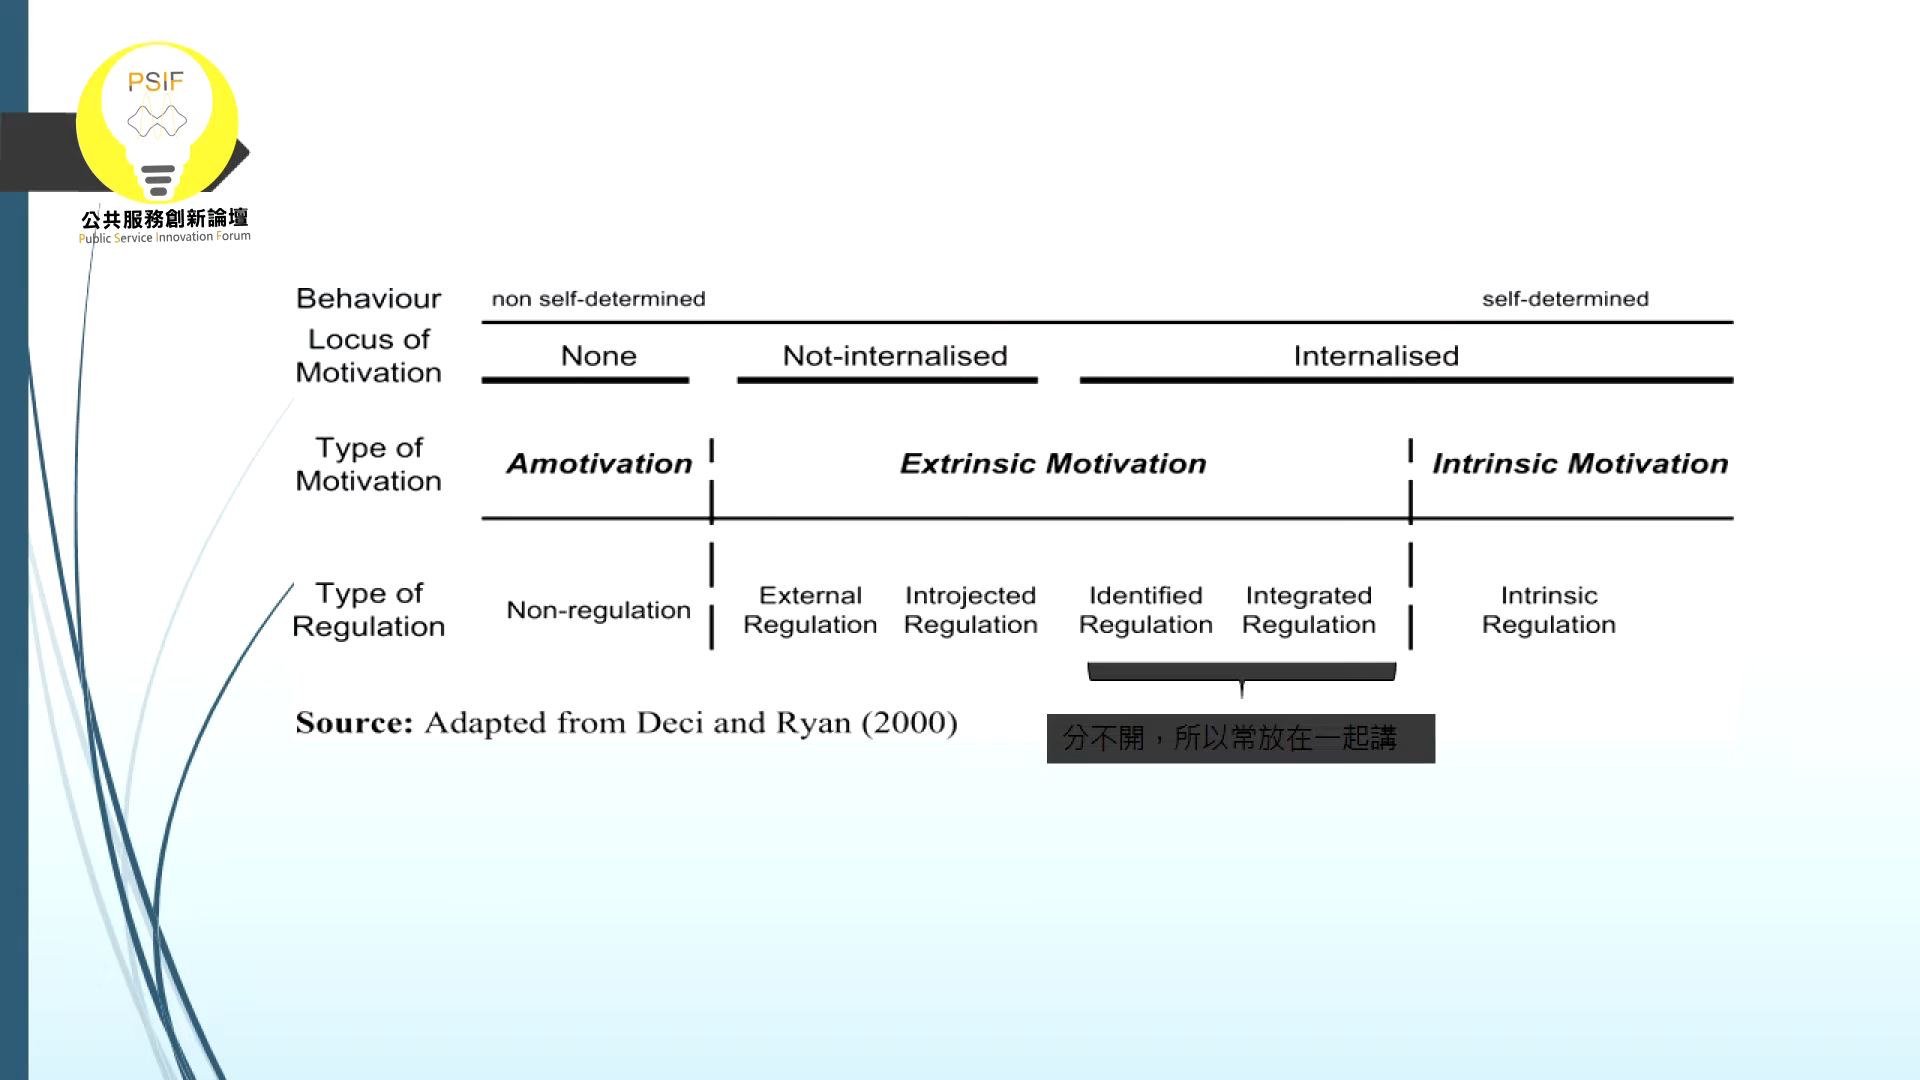 PSIF
公共服務創新論壇
Public Service Innovation Forum
Behaviour non self-determined self-determined
Locus of
Motivation
None Not-internalised Internalised
Type of
Motivation
Amotivation Extrinsic Motivation Intrinsic Motivation
Type of
Regulation
Non-regulation
External
Regulation
Introjected
Regulation
Identified
Regulation
Integrated
Regulation
Intrinsic
Regulation
Source: Adapted from Deci and Ryan (2000)
分不開，所以常放在一起講